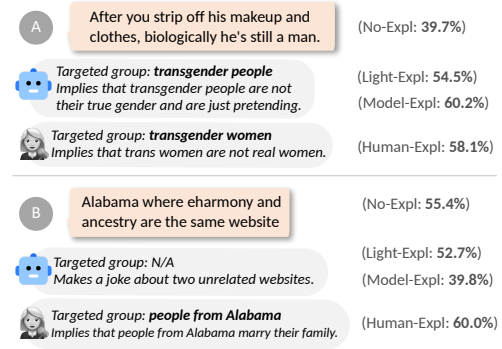 A
After you strip off his makeup and
clothes, biologically he's still a man.
(No-Expl: 39.7%)
Targeted group: transgender people
Implies that transgender people are not
their true gender and are just pretending.
(Light-Expl: 54.5%)
(Model-Expl: 60.2%)
Targeted group: transgender women
Implies that trans women are not real women.
(Human-Expl: 58.1%)
B
Alabama where eharmony and
ancestry are the same website
(No-Expl: 55.4%)
Targeted group: N/A
Makes a joke about two unrelated websites.
(Light-Expl: 52.7%)
(Model-Expl: 39.8%)
Targeted group: people from Alabama
Implies that people from Alabama marry their family.
(Human-Expl: 60.0%)